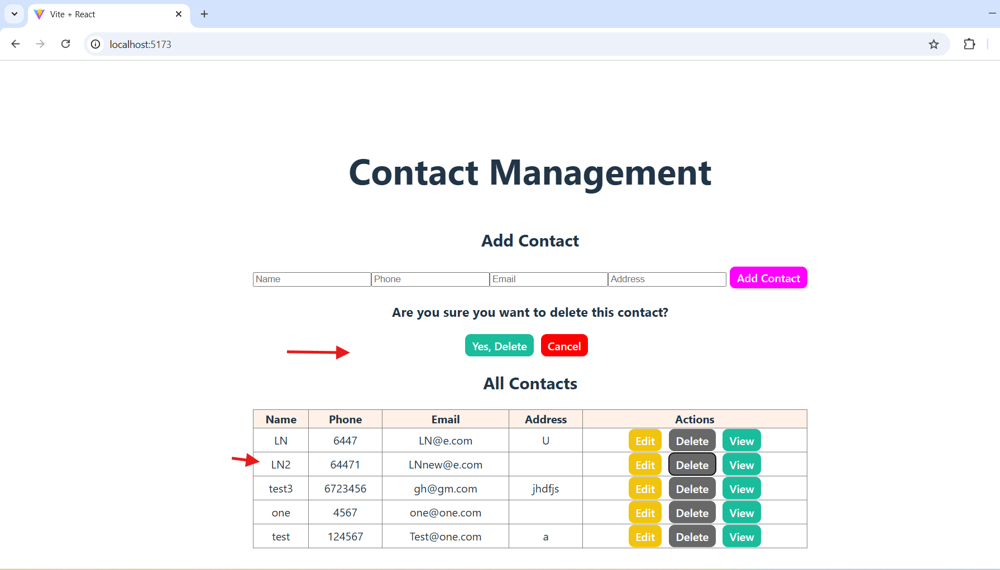 Vite + React
localhost:5173
Contact Management
Add Contact
Name Phone Email Address Add Contact
Are you sure you want to delete this contact?
Yes, Delete Cancel
All Contacts
Name Phone Email Address Actions
LN 6447 LN@e.com U Edit Delete View
LN2 64471 LNnew@e.com Edit Delete View
test3 6723456 gh@gm.com jhdfjs Edit Delete View
one 4567 one@one.com Edit Delete View
test 124567 Test@one.com a Edit Delete View